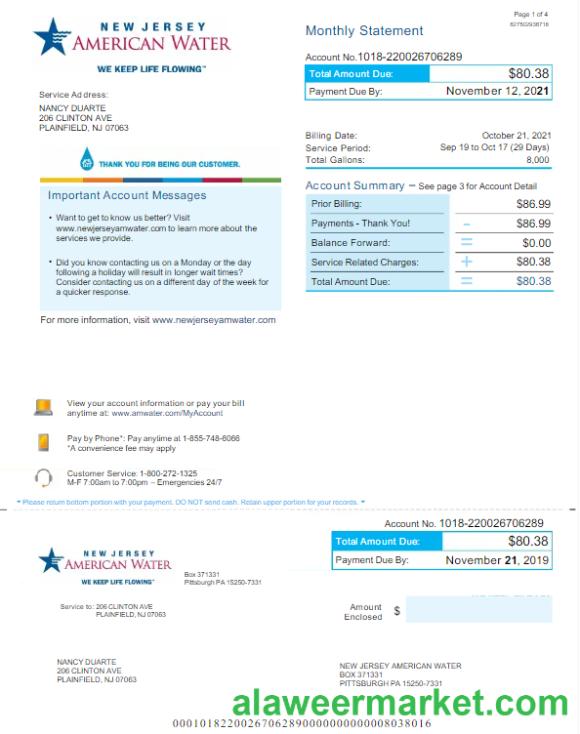 NEW JERSEY
AMERICAN WATER
WE KEEP LIFE FLOWING™
Page 1 of 4
Monthly Statement
Account No.1018-220026706289
Total Amount Due: $80.38
Payment Due By: November 12, 2021
Service Address:
NANCY DUARTE
206 CLINTON AVE
PLAINFIELD, NJ 07063
Billing Date: October 21, 2021
Service Period: Sep 19 to Oct 17 (29 Days)
Total Gallons: 8,000
THANK YOU FOR BEING OUR CUSTOMER.
Account Summary – See page 3 for Account Detail
Prior Billing: $86.99
Payments - Thank You! - $86.99
Balance Forward: = $0.00
Service Related Charges: + $80.38
Total Amount Due: = $80.38
Important Account Messages
• Want to get to know us better? Visit
www.newjerseyamwater.com to learn more about the
services we provide.
• Did you know contacting us on a Monday or the day
following a holiday will result in longer wait times?
Consider contacting us on a different day of the week for
a quicker response.
For more information, visit www.newjerseyamwater.com
View your account information or pay your bill
anytime at: www.amwater.com/MyAccount
Pay by Phone*: Pay anytime at 1-855-748-6066
*A convenience fee may apply
Customer Service: 1-800-272-1325
M-F 7:00am to 7:00pm – Emergencies 24/7
Please return bottom portion with your payment. DO NOT send cash. Retain upper portion for your records.
Account No. 1018-220026706289
Total Amount Due: $80.38
Payment Due By: November 21, 2019
NEW JERSEY
AMERICAN WATER
WE KEEP LIFE FLOWING™
Box 371331
Pittsburgh PA 15250-7331
Service to: 206 CLINTON AVE
PLAINFIELD, NJ 07063
Amount
Enclosed $
NANCY DUARTE
206 CLINTON AVE
PLAINFIELD, NJ 07063
NEW JERSEY AMERICAN WATER
BOX 371331
PITTSBURGH PA 15250-7331
alaweermarket.com